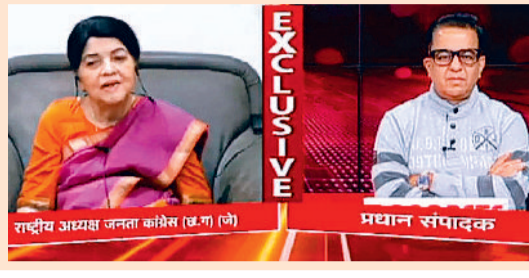 EXCLUSIVE
राष्ट्रीय अध्यक्ष जनता कांग्रेस (छ.ग) (जे)
प्रधान संपादक